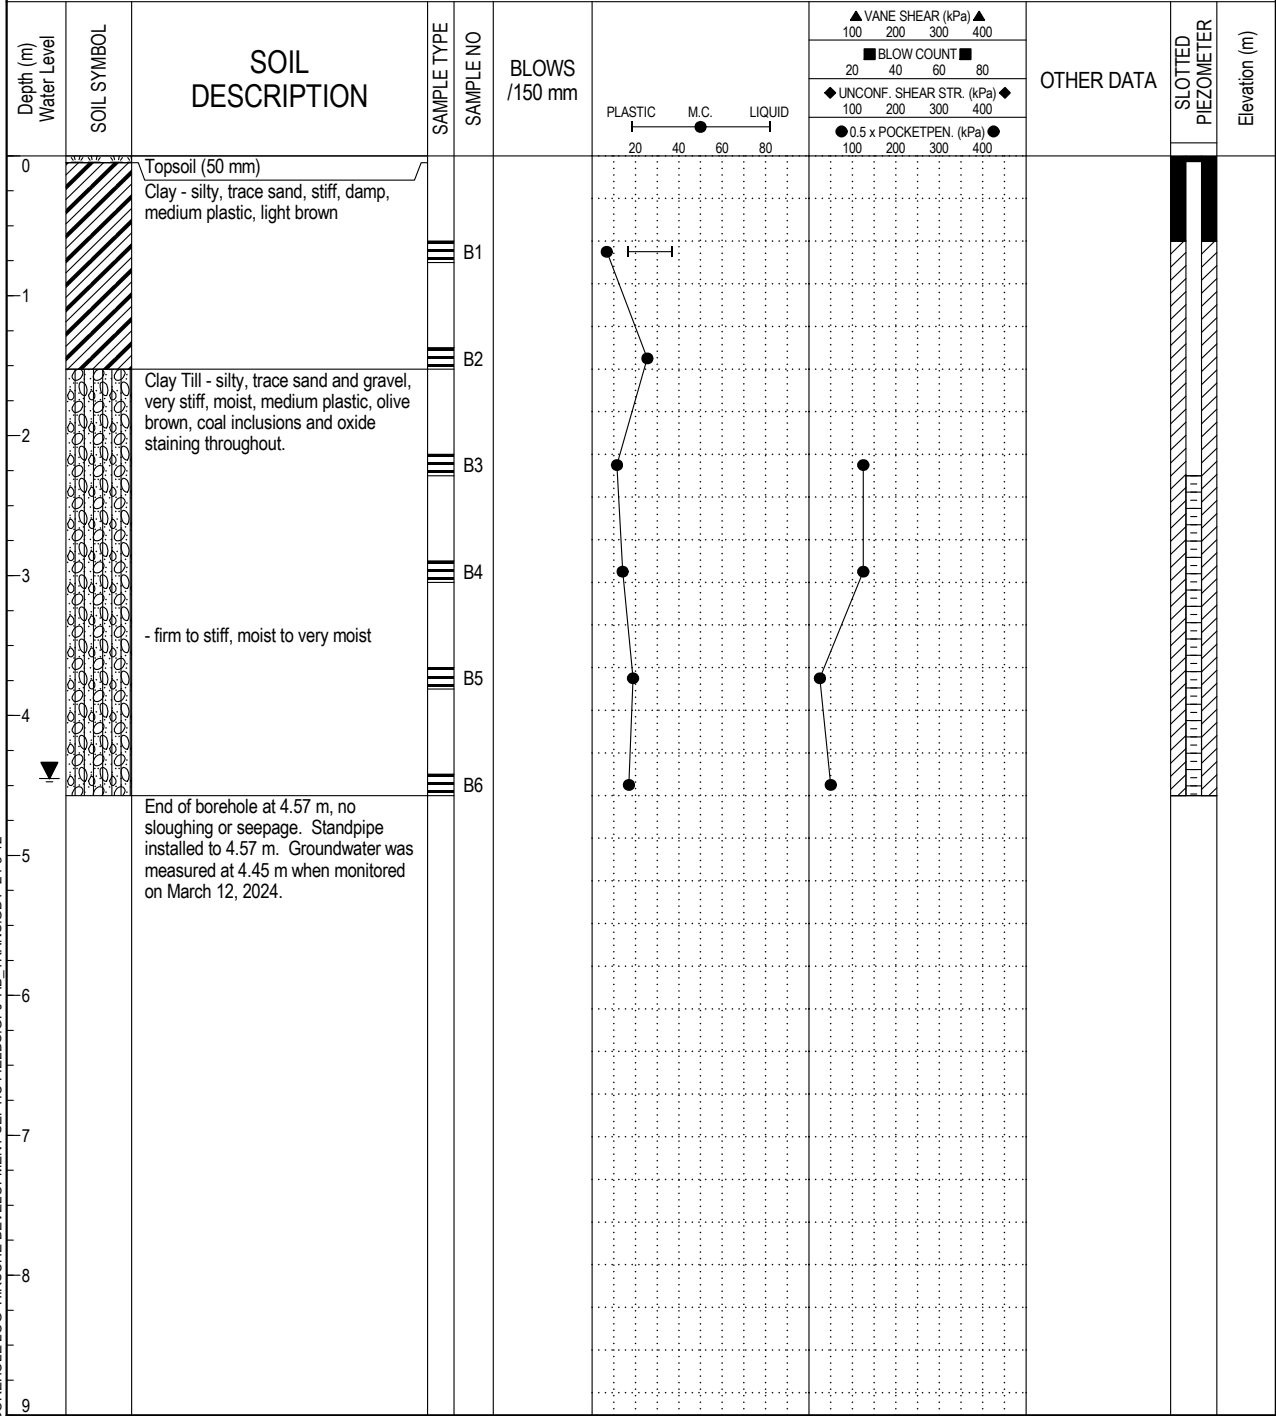 Depth (m)
Water Level
SOIL SYMBOL
SOIL
DESCRIPTION
SAMPLE TYPE
SAMPLE NO
BLOWS
/150 mm
PLASTIC M.C. LIQUID
20 40 60 80
▲ VANE SHEAR (kPa) ▲
100 200 300 400
■ BLOW COUNT ■
20 40 60 80
◆ UNCONF. SHEAR STR. (kPa) ◆
100 200 300 400
● 0.5 x POCKETPEN. (kPa) ●
100 200 300 400
OTHER DATA
SLOTTED
PIEZOMETER
Elevation (m)
0
Topsoil (50 mm)
Clay - silty, trace sand, stiff, damp,
medium plastic, light brown
B1
1
B2
Clay Till - silty, trace sand and gravel,
very stiff, moist, medium plastic, olive
brown, coal inclusions and oxide
staining throughout.
2
B3
B4
3
- firm to stiff, moist to very moist
B5
4
B6
End of borehole at 4.57 m, no
sloughing or seepage. Standpipe
installed to 4.57 m. Groundwater was
measured at 4.45 m when monitored
on March 12, 2024.
5
6
7
8
9